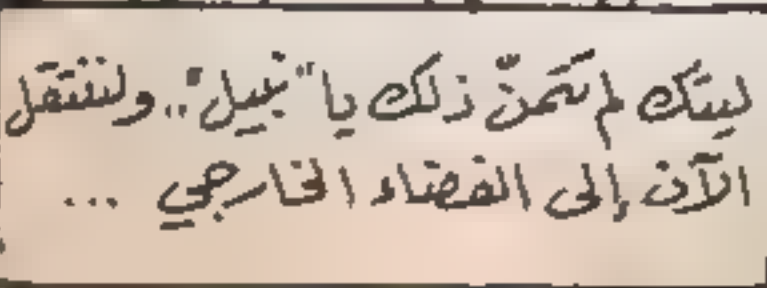 ليتك لم تتمنّ ذلك يا "نبيل".. ولننتقل
الآن إلى الفضاء الخارجي ...